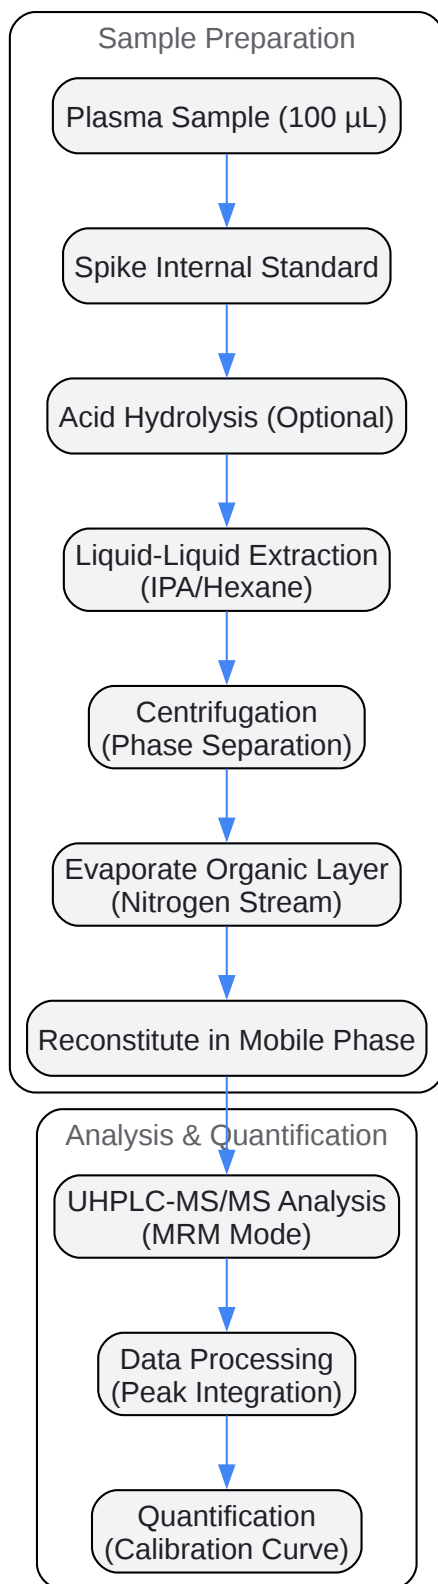 Sample Preparation
Plasma Sample (100 µL)
Spike Internal Standard
Acid Hydrolysis (Optional)
Liquid-Liquid Extraction
(IPA/Hexane)
Centrifugation
(Phase Separation)
Evaporate Organic Layer
(Nitrogen Stream)
Reconstitute in Mobile Phase
Analysis & Quantification
UHPLC-MS/MS Analysis
(MRM Mode)
Data Processing
(Peak Integration)
Quantification
(Calibration Curve)